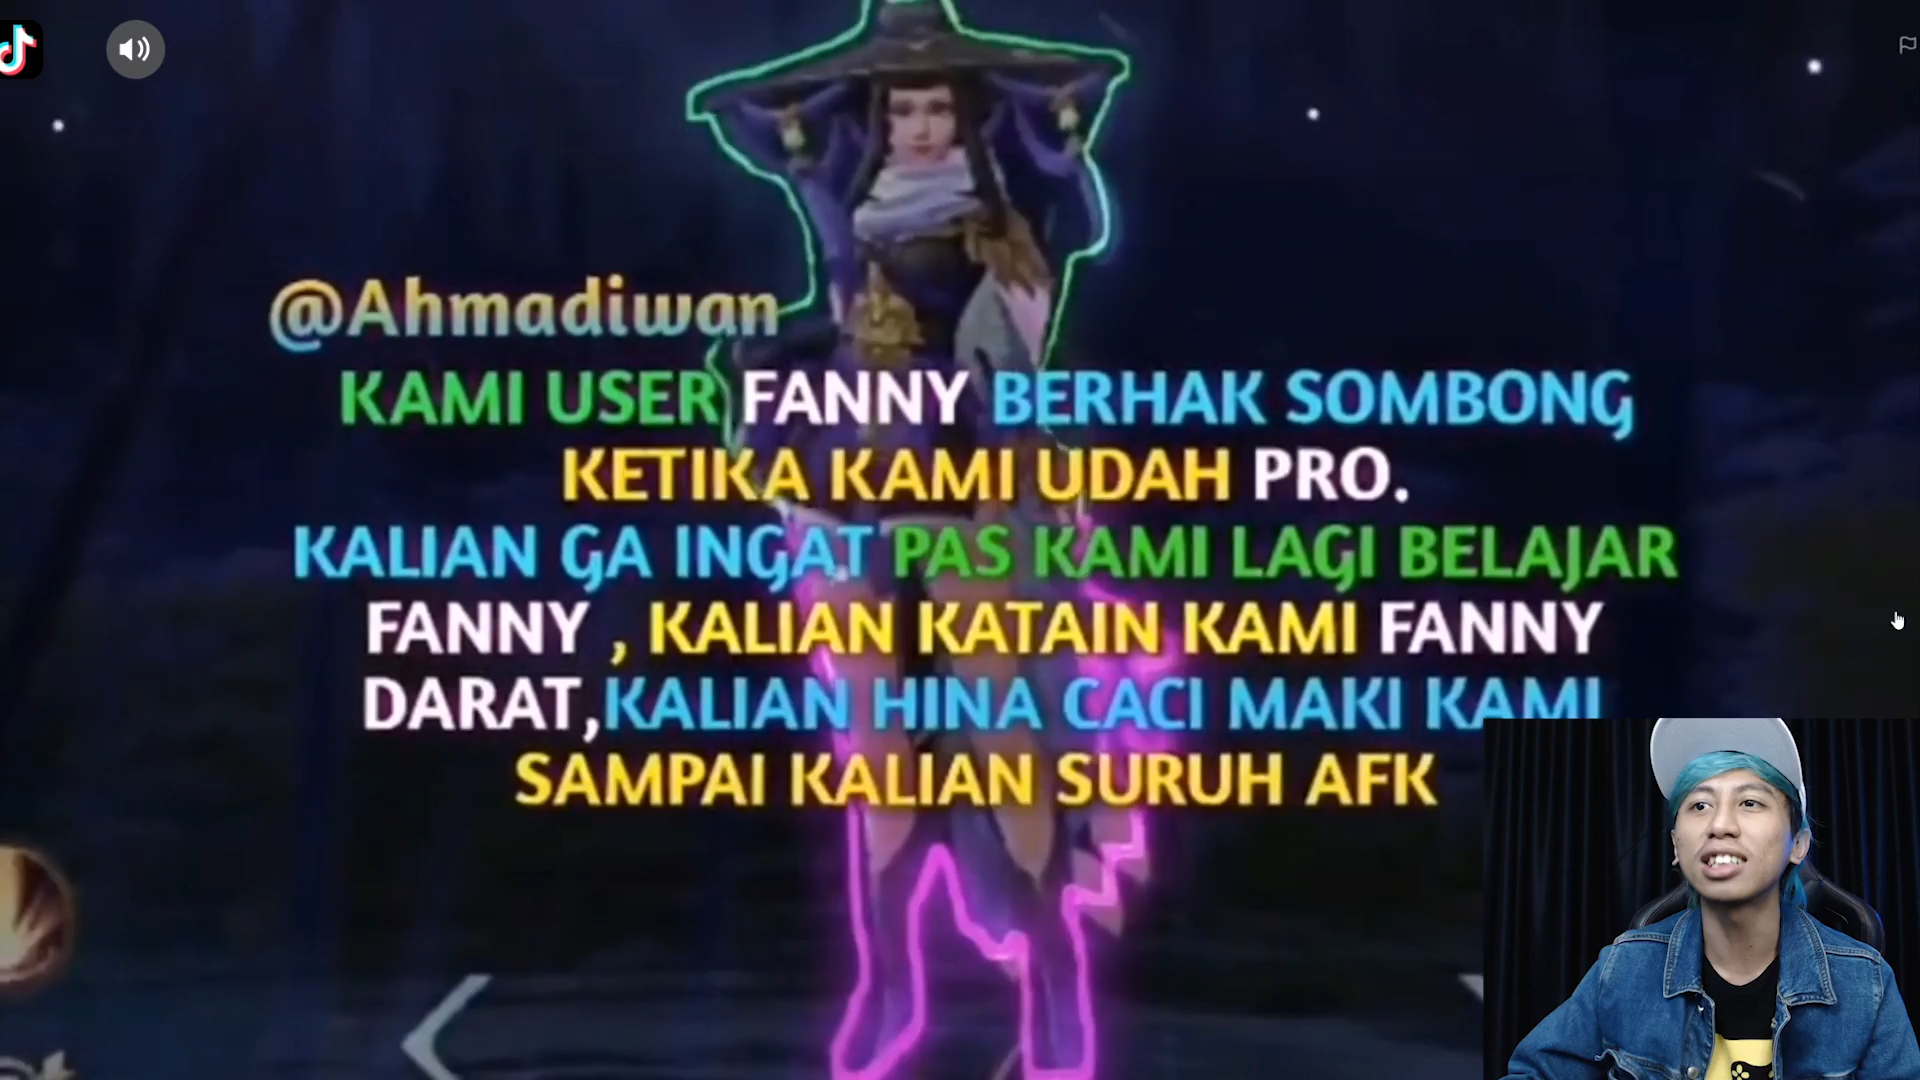 @Ahmadiwan
KAMI USER FANNY BERHAK SOMBONG
KETIKA KAMI UDAH PRO.
KALIAN GA INGAT PAS KAMI LAGI BELAJAR
FANNY , KALIAN KATAIN KAMI FANNY
DARAT,KALIAN HINA CACI MAKI KAMI
SAMPAI KALIAN SURUH AFK